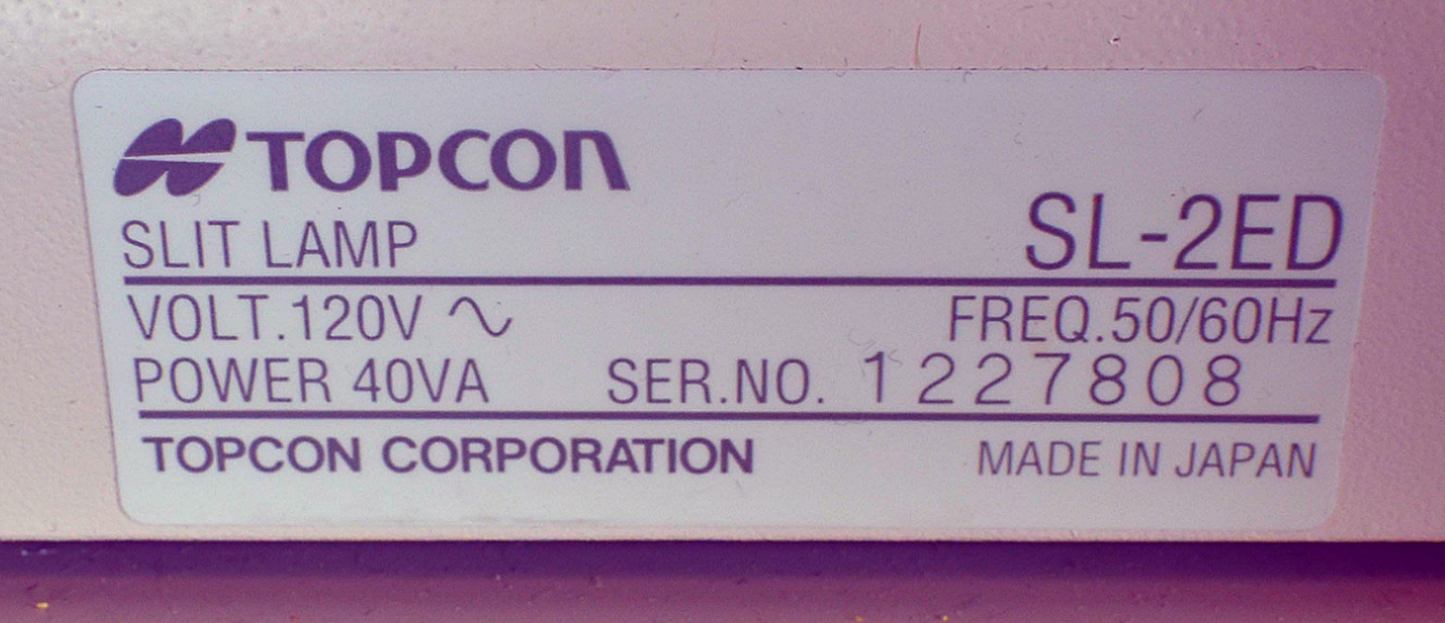 TOPCON
SLIT LAMP SL-2ED
VOLT.120V ∿ FREQ.50/60Hz
POWER 40VA SER.NO. 1227808
TOPCON CORPORATION MADE IN JAPAN